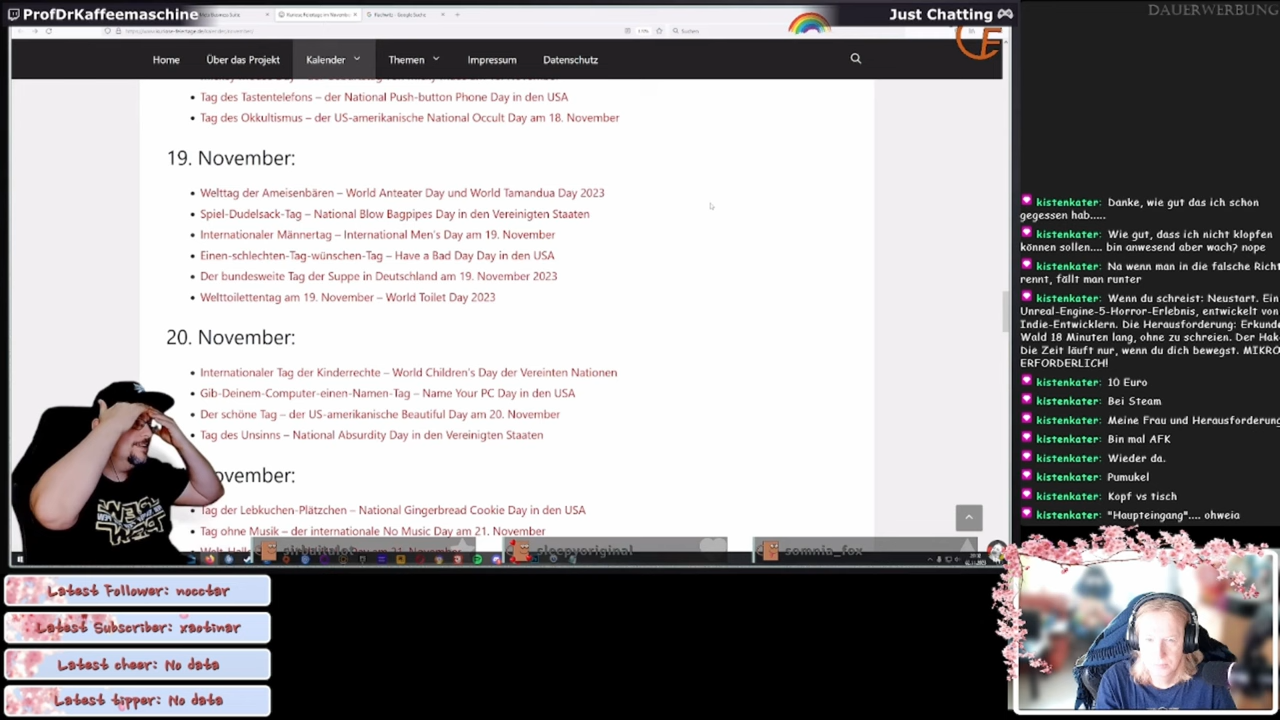 ProfDrKaffeemaschine
Just Chatting
DAUERWERBUNG
Home
Über das Projekt
Kalender
Themen
Impressum
Datenschutz
Tag des Tastentelefons – der National Push-button Phone Day in den USA
Tag des Okkultismus – der US-amerikanische National Occult Day am 18. November
19. November:
Welttag der Ameisenbären – World Anteater Day und World Tamandua Day 2023
Spiel-Dudelsack-Tag – National Blow Bagpipes Day in den Vereinigten Staaten
Internationaler Männertag – International Men's Day am 19. November
Einen-schlechten-Tag-wünschen-Tag – Have a Bad Day Day in den USA
Der bundesweite Tag der Suppe in Deutschland am 19. November 2023
Welttoilettentag am 19. November – World Toilet Day 2023
20. November:
Internationaler Tag der Kinderrechte – World Children's Day der Vereinten Nationen
Gib-Deinem-Computer-einen-Namen-Tag – Name Your PC Day in den USA
Der schöne Tag – der US-amerikanische Beautiful Day am 20. November
Tag des Unsinns – National Absurdity Day in den Vereinigten Staaten
ovember:
Tag der Lebkuchen-Plätzchen – National Gingerbread Cookie Day in den USA
Tag ohne Musik – der internationale No Music Day am 21. November
sleepyoriginal
somnia_fox
kistenkater: Danke, wie gut das ich schon
gegessen hab.....
kistenkater: Wie gut, dass ich nicht klopfen
können sollen.... bin anwesend aber wach? nope
kistenkater: Na wenn man in die falsche Richt
rennt, fällt man runter
kistenkater: Wenn du schreist: Neustart. Ein
Unreal-Engine-5-Horror-Erlebnis, entwickelt von
Indie-Entwicklern. Die Herausforderung: Erkunde
Wald 18 Minuten lang, ohne zu schreien. Der Hak
Die Zeit läuft nur, wenn du dich bewegst. MIKRO
ERFORDERLICH!
kistenkater: 10 Euro
kistenkater: Bei Steam
kistenkater: Meine Frau und Herausforderung
kistenkater: Bin mal AFK
kistenkater: Wieder da.
kistenkater: Pumukel
kistenkater: Kopf vs tisch
kistenkater: "Haupteingang".... ohweia
Latest Follower: nocctar
Latest Subscriber: xaotinar
Latest cheer: No data
Latest tipper: No data